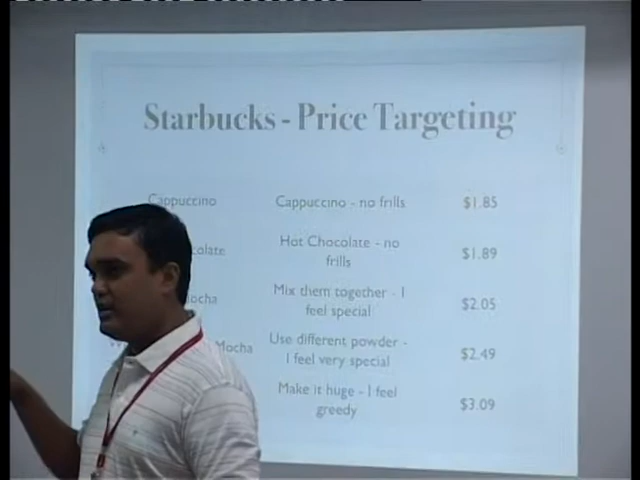 Starbucks - Price Targeting
Cappuccino Cappuccino - no frills $1.85
Hot Chocolate - no
frills $1.89
Mix them together - I
feel special $2.05
Mocha Use different powder -
I feel very special $2.49
Make it huge - I feel
greedy $3.09